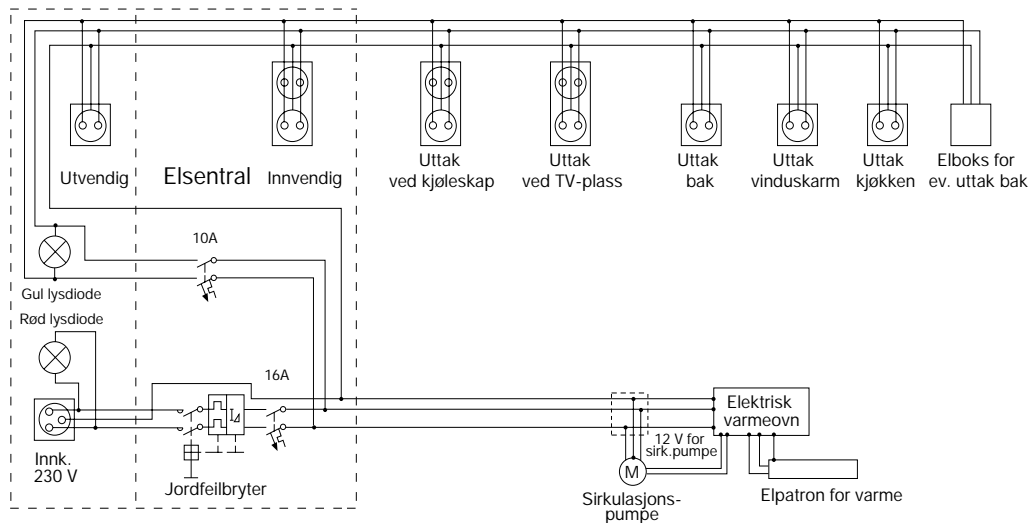 Utvendig
Elsentral
Innvendig
Uttak
ved kjøleskap
Uttak
ved TV-plass
Uttak
bak
Uttak
vinduskarm
Uttak
kjøkken
Elboks for
ev. uttak bak
10A
Gul lysdiode
Rød lysdiode
16A
I⊿
Elektrisk
varmeovn
12 V for
sirk.pumpe
M
Innk.
230 V
Jordfeilbryter
Sirkulasjons-
pumpe
Elpatron for varme